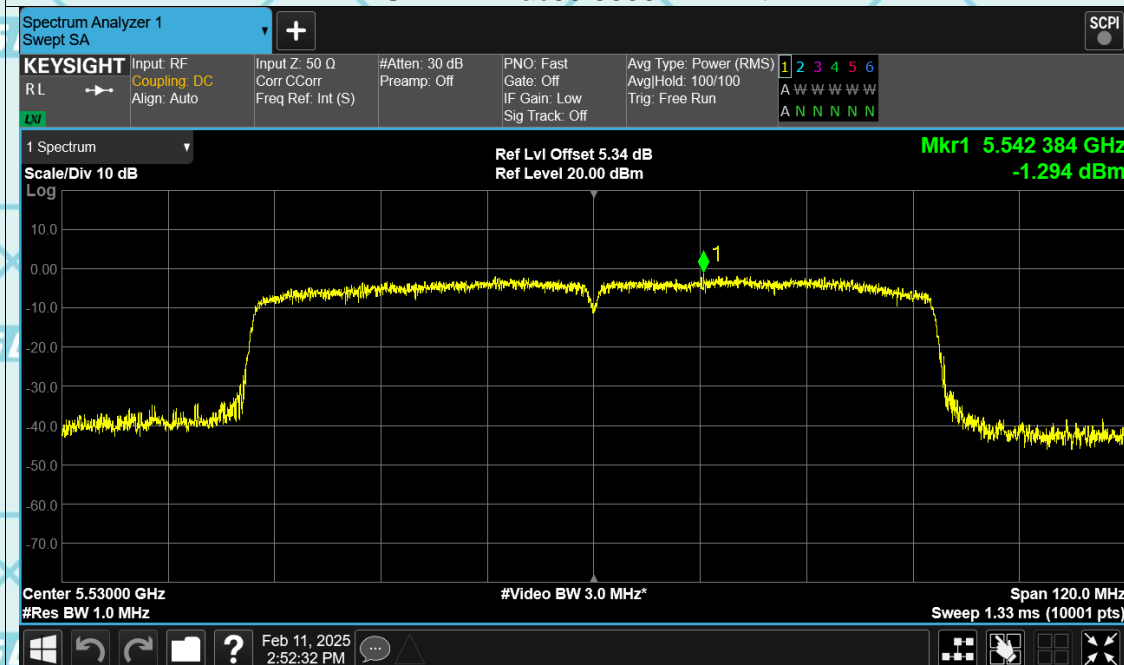 Spectrum Analyzer 1
Swept SA
SCPI
KEYSIGHT
RL
LXI
Input: RF
Coupling: DC
Align: Auto
Input Z: 50 Ω
Corr CCorr
Freq Ref: Int (S)
#Atten: 30 dB
Preamp: Off
PNO: Fast
Gate: Off
IF Gain: Low
Sig Track: Off
Avg Type: Power (RMS)
Avg|Hold: 100/100
Trig: Free Run
1 2 3 4 5 6
A W W W W W
A N N N N N
1 Spectrum
Scale/Div 10 dB
Log
Ref Lvl Offset 5.34 dB
Ref Level 20.00 dBm
Mkr1 5.542 384 GHz
-1.294 dBm
1
10.0
0.00
-10.0
-20.0
-30.0
-40.0
-50.0
-60.0
-70.0
Center 5.53000 GHz
#Res BW 1.0 MHz
#Video BW 3.0 MHz*
Span 120.0 MHz
Sweep 1.33 ms (10001 pts)
?
Feb 11, 2025
2:52:32 PM